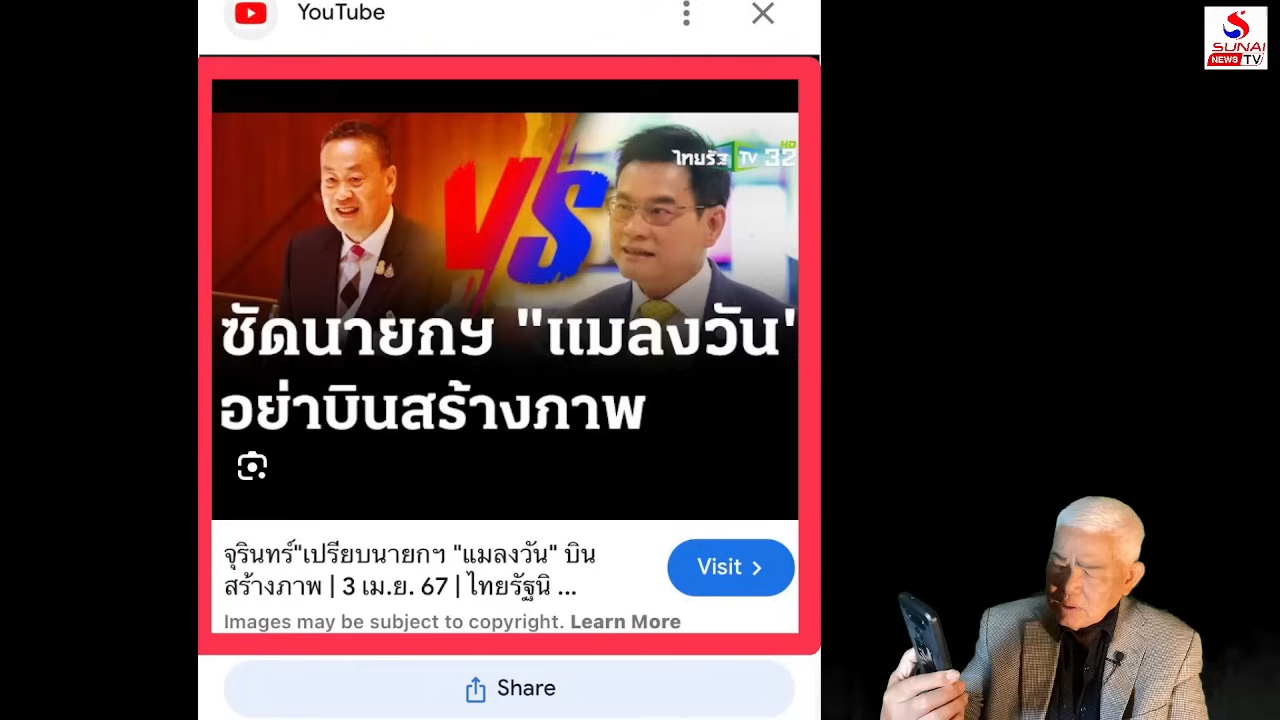 YouTube
SUNAI
NEWS TV
ไทยรัฐ TV 32 HD
VS
ซัดนายกฯ "แมลงวัน"
อย่าบินสร้างภาพ
จุรินทร์"เปรียบนายกฯ "แมลงวัน" บิน
สร้างภาพ | 3 เม.ย. 67 | ไทยรัฐนิ ...
Visit
Images may be subject to copyright. Learn More
Share